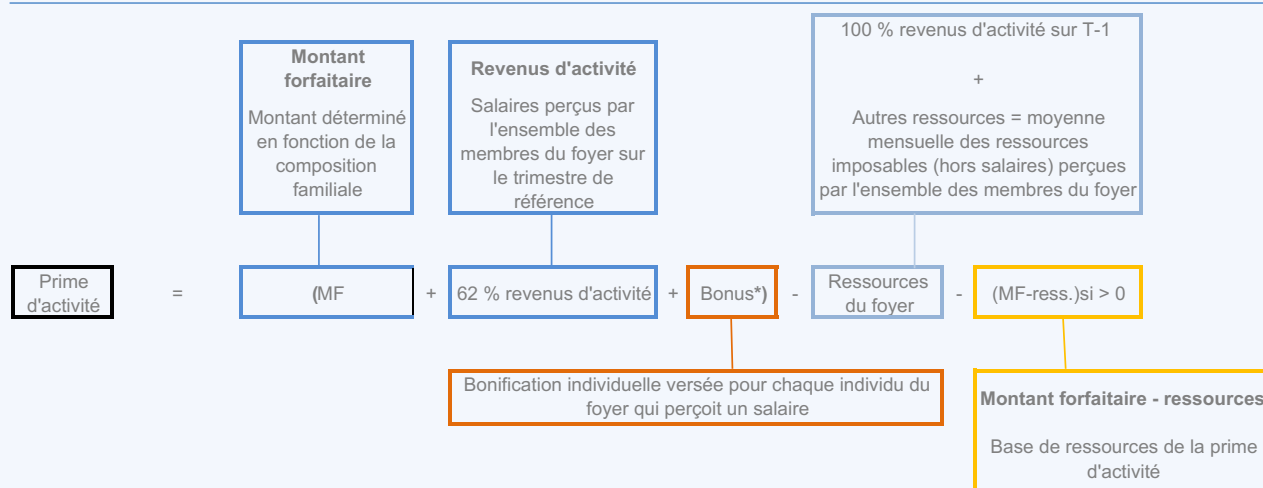 Montant
forfaitaire
Montant déterminé
en fonction de la
composition
familiale
Revenus d'activité
Salaires perçus par
l'ensemble des
membres du foyer sur
le trimestre de
référence
100 % revenus d'activité sur T-1
+
Autres ressources = moyenne
mensuelle des ressources
imposables (hors salaires) perçues
par l'ensemble des membres du foyer
Prime
d'activité
=
(MF
+
62 % revenus d'activité
+
Bonus*)
-
Ressources
du foyer
-
(MF-ress.)si > 0
Bonification individuelle versée pour chaque individu du
foyer qui perçoit un salaire
Montant forfaitaire - ressources
Base de ressources de la prime
d'activité